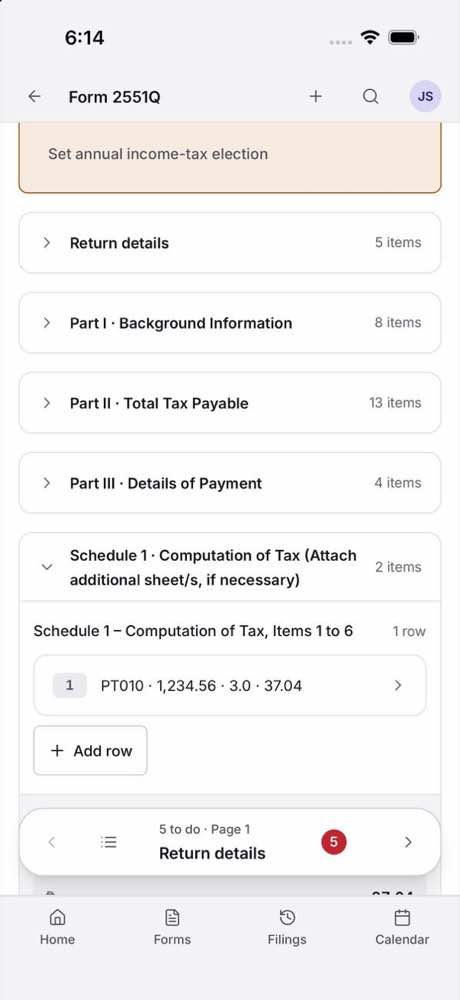 6:14
Form 2551Q
JS
Set annual income-tax election
Return details
5 items
Part I · Background Information
8 items
Part II · Total Tax Payable
13 items
Part III · Details of Payment
4 items
Schedule 1 · Computation of Tax (Attach
additional sheet/s, if necessary)
2 items
Schedule 1 – Computation of Tax, Items 1 to 6
1 row
1
PT010 · 1,234.56 · 3.0 · 37.04
Add row
5 to do · Page 1
Return details
5
Home
Forms
Filings
Calendar